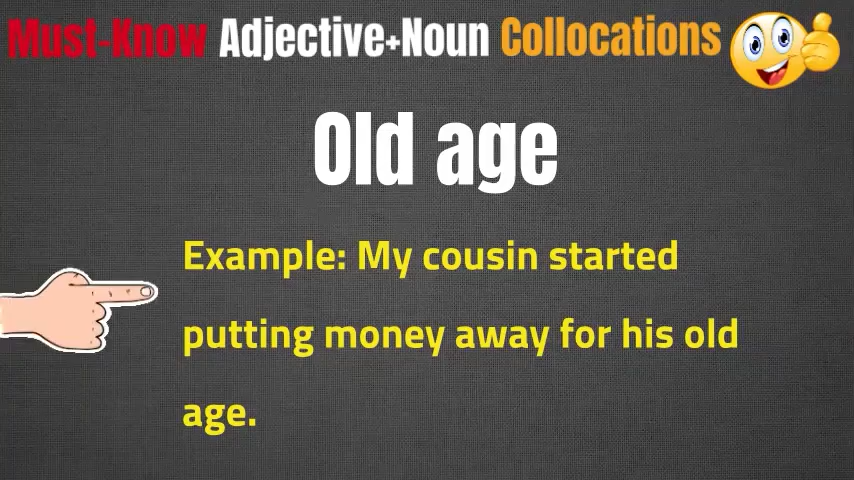 Must-Know Adjective+Noun Collocations
Old age
Example: My cousin started
putting money away for his old
age.